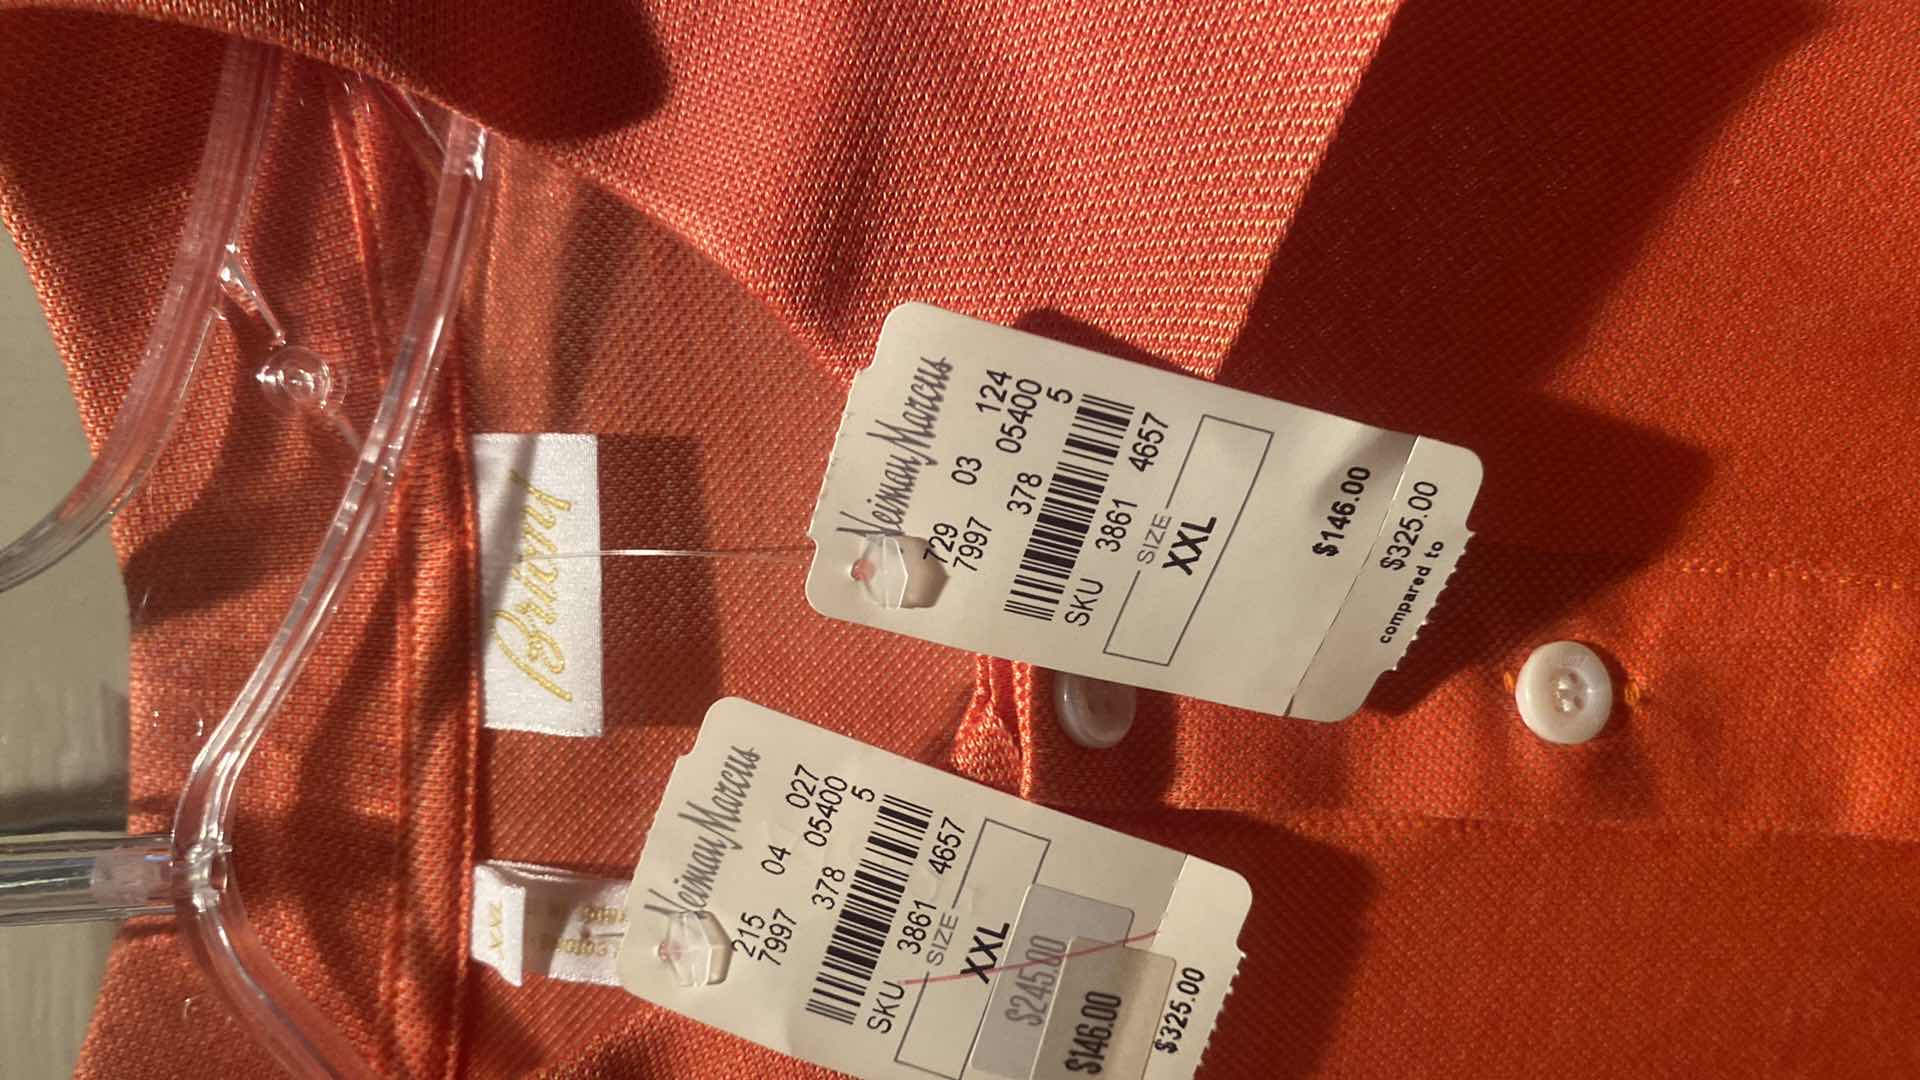 Brioni
Neiman Marcus
729 03 124
7997 05400
378 5
SKU 3861 4657
SIZE
XXL
$146.00
$325.00
compared to
XXL
Neiman Marcus
215 04 027
7997 05400
378 5
SKU 3861 4657
SIZE
XXL
$245.00
$146.00
$325.00